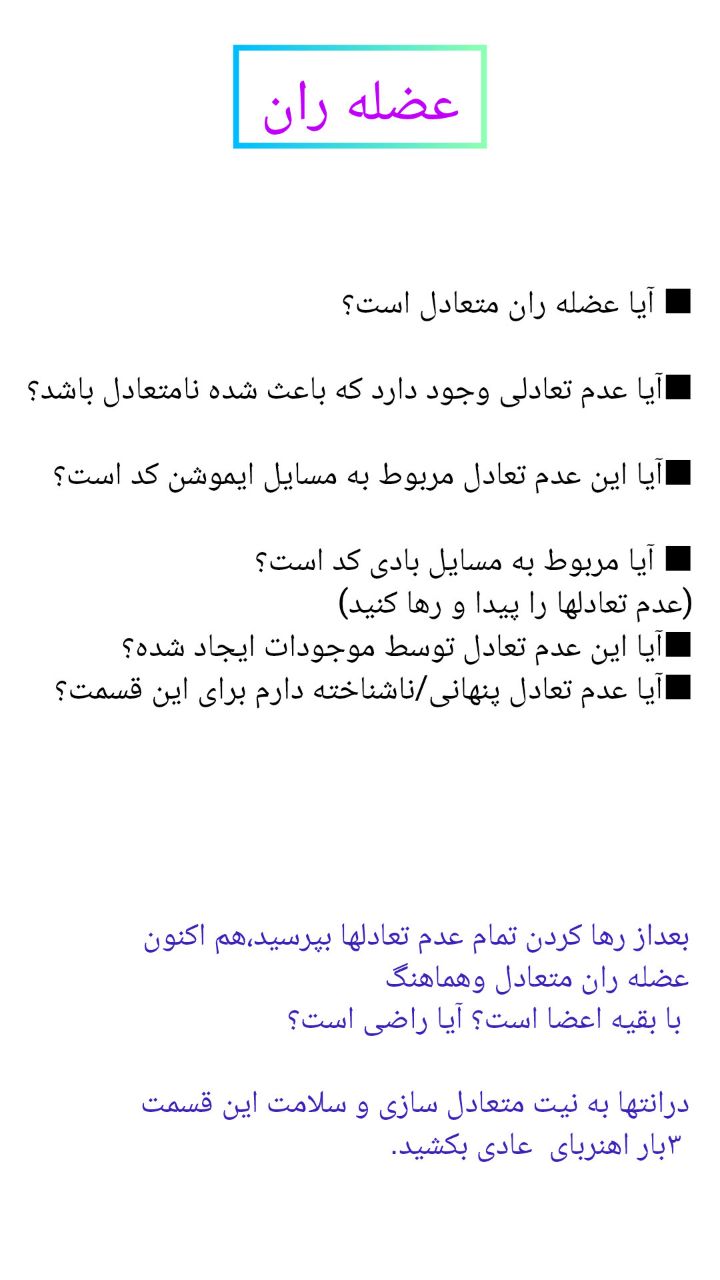 عضله ران
■ آیا عضله ران متعادل است؟
■آیا عدم تعادلی وجود دارد که باعث شده نامتعادل باشد؟
■آیا این عدم تعادل مربوط به مسایل ایموشن کد است؟
■ آیا مربوط به مسایل بادی کد است؟
(عدم تعادلها را پیدا و رها کنید)
■آیا این عدم تعادل توسط موجودات ایجاد شده؟
■آیا عدم تعادل پنهانی/ناشناخته دارم برای این قسمت؟
بعداز رها کردن تمام عدم تعادلها بپرسید،هم اکنون
عضله ران متعادل وهماهنگ
با بقیه اعضا است؟ آیا راضی است؟
درانتها به نیت متعادل سازی و سلامت این قسمت
۳بار اهنربای  عادی بکشید.